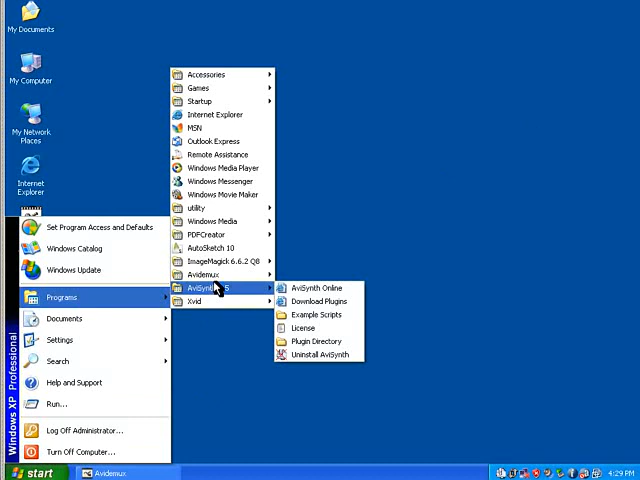 My Documents
My Computer
My Network
Places
Internet
Explorer
Accessories
Games
Startup
Internet Explorer
MSN
Outlook Express
Remote Assistance
Windows Media Player
Windows Messenger
Windows Movie Maker
utility
Windows Media
PDFCreator
AutoSketch 10
ImageMagick 6.6.2 Q8
Avidemux
Xvid
AviSynth Online
Download Plugins
Example Scripts
License
Plugin Directory
Uninstall AviSynth
Set Program Access and Defaults
Windows Catalog
Windows Update
Programs
Documents
Settings
Search
Help and Support
Run...
Log Off Administrator...
Turn Off Computer...
Windows XP Professional
start
Avidemux
4:29 PM